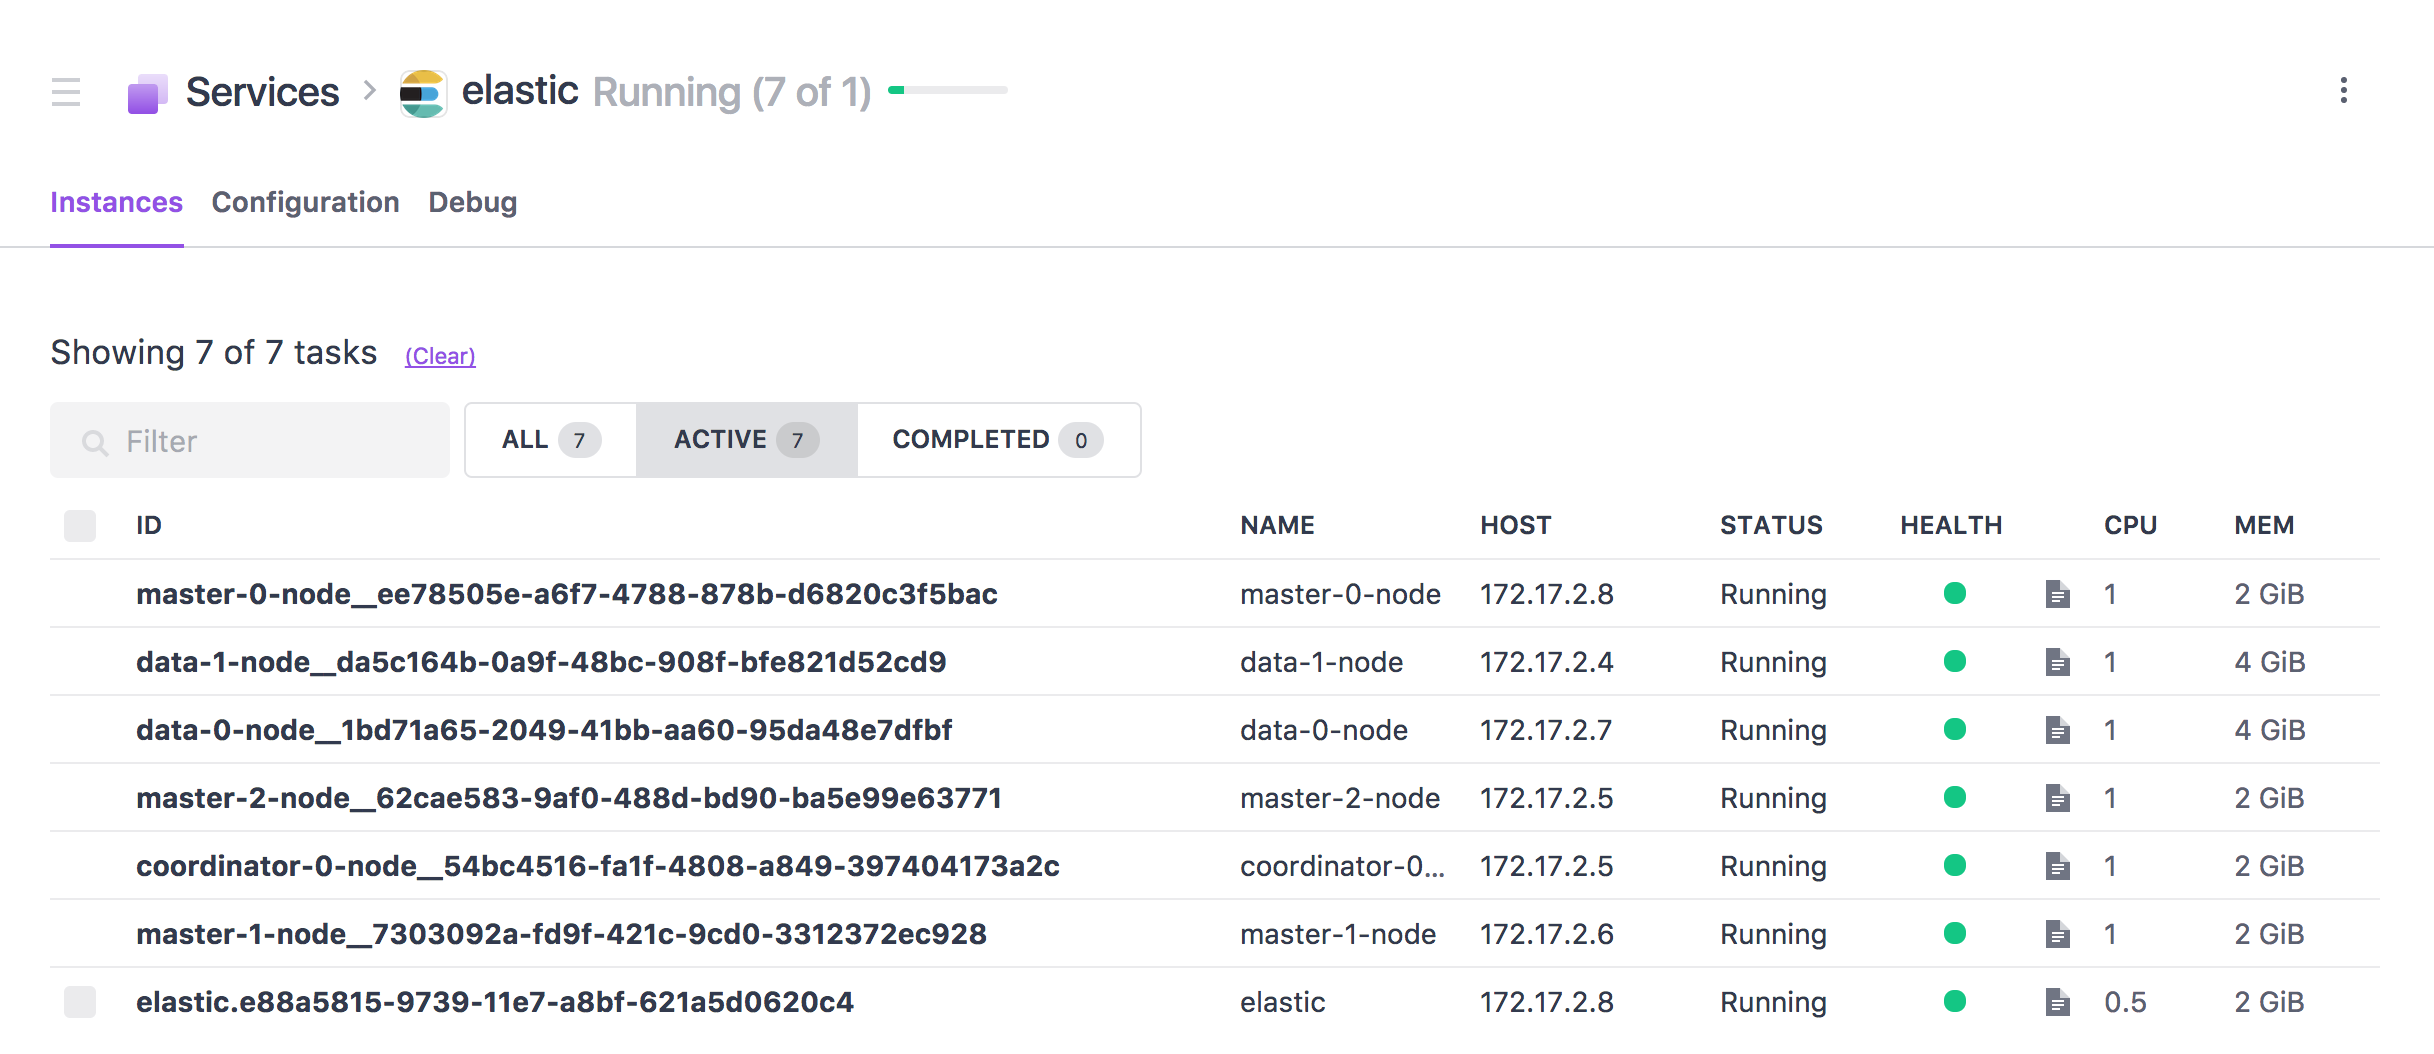 Services > elastic Running (7 of 1)
Instances Configuration Debug
Showing 7 of 7 tasks (Clear)
Filter ALL 7 ACTIVE 7 COMPLETED 0
ID NAME HOST STATUS HEALTH CPU MEM
master-0-node__ee78505e-a6f7-4788-878b-d6820c3f5bac master-0-node 172.17.2.8 Running 1 2 GiB
data-1-node__da5c164b-0a9f-48bc-908f-bfe821d52cd9 data-1-node 172.17.2.4 Running 1 4 GiB
data-0-node__1bd71a65-2049-41bb-aa60-95da48e7dfbf data-0-node 172.17.2.7 Running 1 4 GiB
master-2-node__62cae583-9af0-488d-bd90-ba5e99e63771 master-2-node 172.17.2.5 Running 1 2 GiB
coordinator-0-node__54bc4516-fa1f-4808-a849-397404173a2c coordinator-0... 172.17.2.5 Running 1 2 GiB
master-1-node__7303092a-fd9f-421c-9cd0-3312372ec928 master-1-node 172.17.2.6 Running 1 2 GiB
elastic.e88a5815-9739-11e7-a8bf-621a5d0620c4 elastic 172.17.2.8 Running 0.5 2 GiB